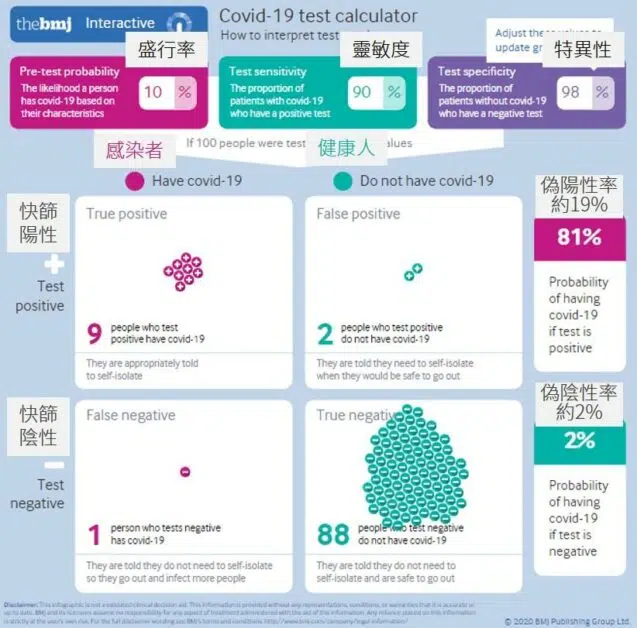 thebmj Interactive
Covid-19 test calculator
How to interpret test
Adjust these values to
update gr
盛行率
靈敏度
特異性
Pre-test probability
The likelihood a person
has covid-19 based on
their characteristics
10 %
Test sensitivity
The proportion of
patients with covid-19
who have a positive test
90 %
Test specificity
The proportion of
patients without covid-19
who have a negative test
98 %
感染者
If 100 people were test
健康人
alues
Have covid-19
Do not have covid-19
快篩
陽性
Test
positive
True positive
9 people who test
positive have covid-19
They are appropriately told
to self-isolate
False positive
2 people who test positive
do not have covid-19
They are told they need to self-isolate
when they would be safe to go out
偽陽性率
約19%
81%
Probability
of having
covid-19
if test is
positive
快篩
陰性
Test
negative
False negative
1 person who tests negative
has covid-19
They are told they do not need to self-isolate
so they go out and infect more people
True negative
88 people who test negative
do not have covid-19
They are told they do not need to
self-isolate and are safe to go out
偽陰性率
約2%
2%
Probability
of having
covid-19
if test is
negative
Disclaimer: This infographic is not a validated clinical decision aid. This information is provided without any representations, conditions, or warranties that it is accurate or
up to date. BMJ and its licensors assume no responsibility for any aspect of treatment administered with the aid of this information. Any reliance placed on this information
is strictly at the user's own risk. For the full disclaimer wording see BMJ's terms and conditions: http://www.bmj.com/company/legal-information/
© 2020 BMJ Publishing Group Ltd.